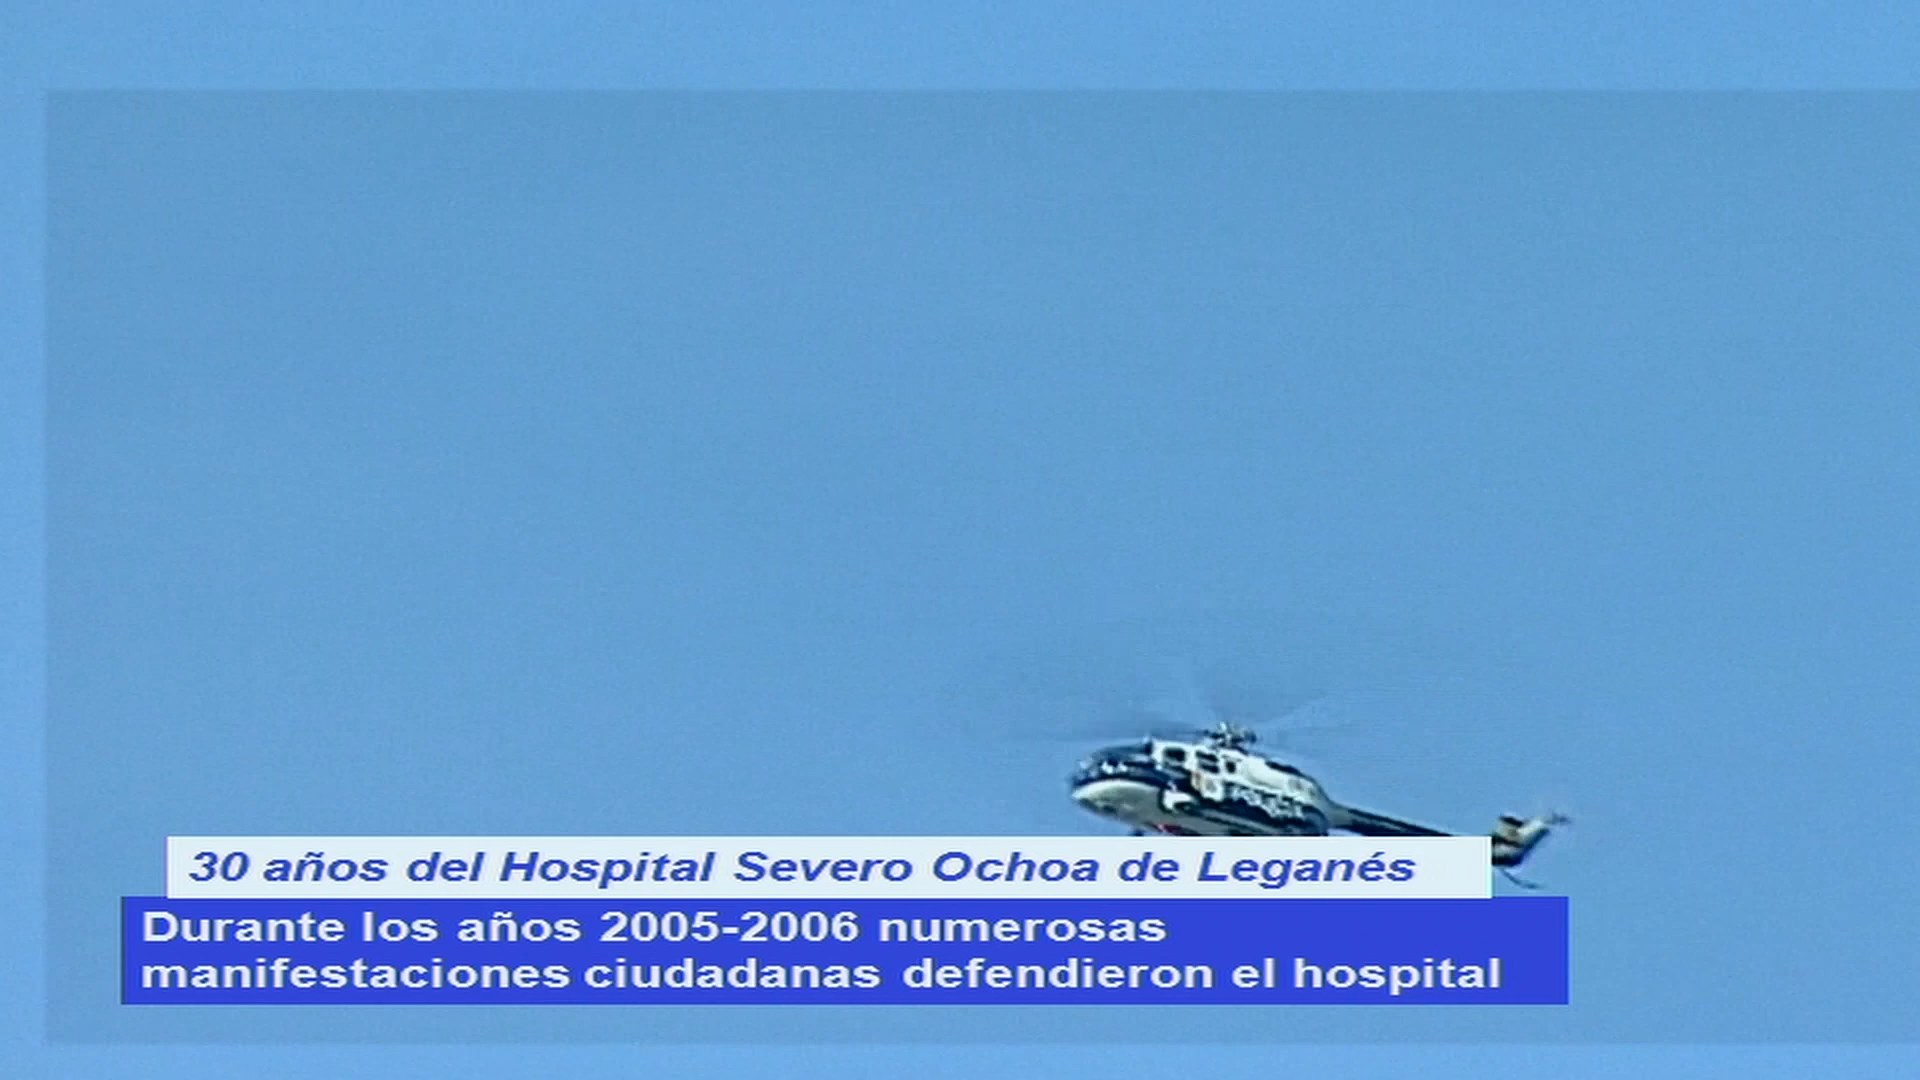 30 años del Hospital Severo Ochoa de Leganés
Durante los años 2005-2006 numerosas
manifestaciones ciudadanas defendieron el hospital